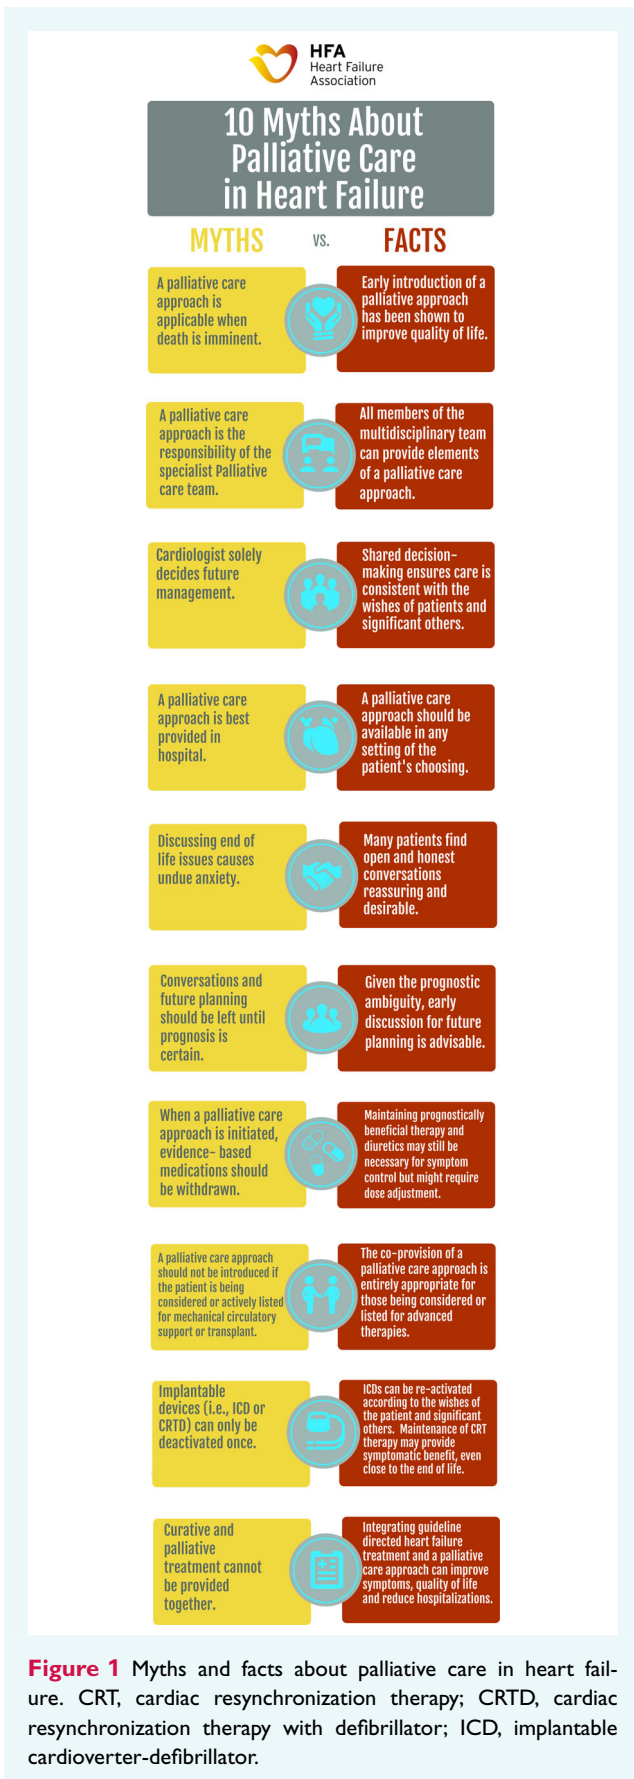 HFA
Heart Failure
Association
10 Myths About
Palliative Care
in Heart Failure
MYTHS
vs.
FACTS
A palliative care
approach is
applicable when
death is imminent.
Early introduction of a
palliative approach
has been shown to
improve quality of life.
A palliative care
approach is the
responsibility of the
specialist Palliative
care team.
All members of the
multidisciplinary team
can provide elements
of a palliative care
approach.
Cardiologist solely
decides future
management.
Shared decision-
making ensures care is
consistent with the
wishes of patients and
significant others.
A palliative care
approach is best
provided in
hospital.
A palliative care
approach should be
available in any
setting of the
patient's choosing.
Discussing end of
life issues causes
undue anxiety.
Many patients find
open and honest
conversations
reassuring and
desirable.
Conversations and
future planning
should be left until
prognosis is
certain.
Given the prognostic
ambiguity, early
discussion for future
planning is advisable.
When a palliative care
approach is initiated,
evidence- based
medications should
be withdrawn.
Maintaining prognostically
beneficial therapy and
diuretics may still be
necessary for symptom
control but might require
dose adjustment.
A palliative care approach
should not be introduced if
the patient is being
considered or actively listed
for mechanical circulatory
support or transplant.
The co-provision of a
palliative care approach is
entirely appropriate for
those being considered or
listed for advanced
therapies.
Implantable
devices (i.e., ICD or
CRTD) can only be
deactivated once.
ICDs can be re-activated
according to the wishes of
the patient and significant
others. Maintenance of CRT
therapy may provide
symptomatic benefit, even
close to the end of life.
Curative and
palliative
treatment cannot
be provided
together.
Integrating guideline
directed heart failure
treatment and a palliative
care approach can improve
symptoms, quality of life
and reduce hospitalizations.
Figure 1 Myths and facts about palliative care in heart fail-
ure. CRT, cardiac resynchronization therapy; CRTD, cardiac
resynchronization therapy with defibrillator; ICD, implantable
cardioverter-defibrillator.